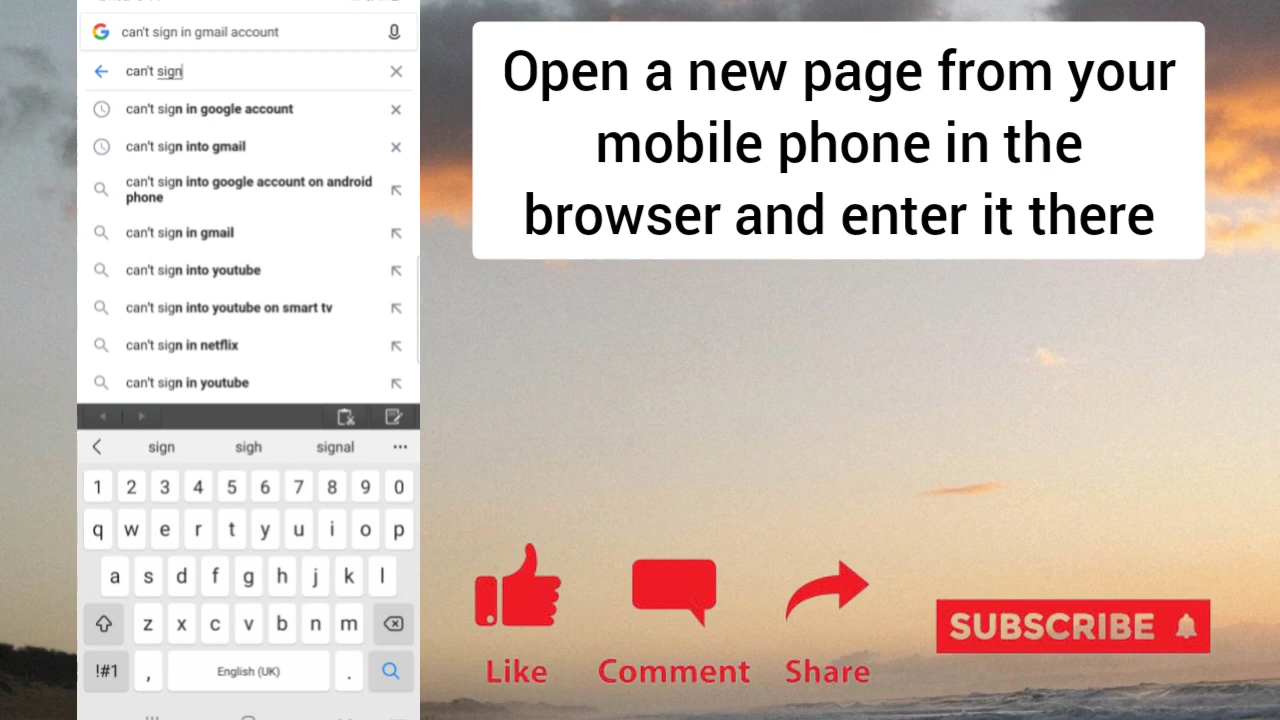 can't sign in gmail account
can't sign
can't sign in google account
can't sign into gmail
can't sign into google account on android
phone
can't sign in gmail
can't sign into youtube
can't sign into youtube on smart tv
can't sign in netflix
can't sign in youtube
sign sigh signal
1 2 3 4 5 6 7 8 9 0
q w e r t y u i o p
a s d f g h j k l
z x c v b n m
!#1 , English (UK) .
Open a new page from your
mobile phone in the
browser and enter it there
Like Comment Share
SUBSCRIBE